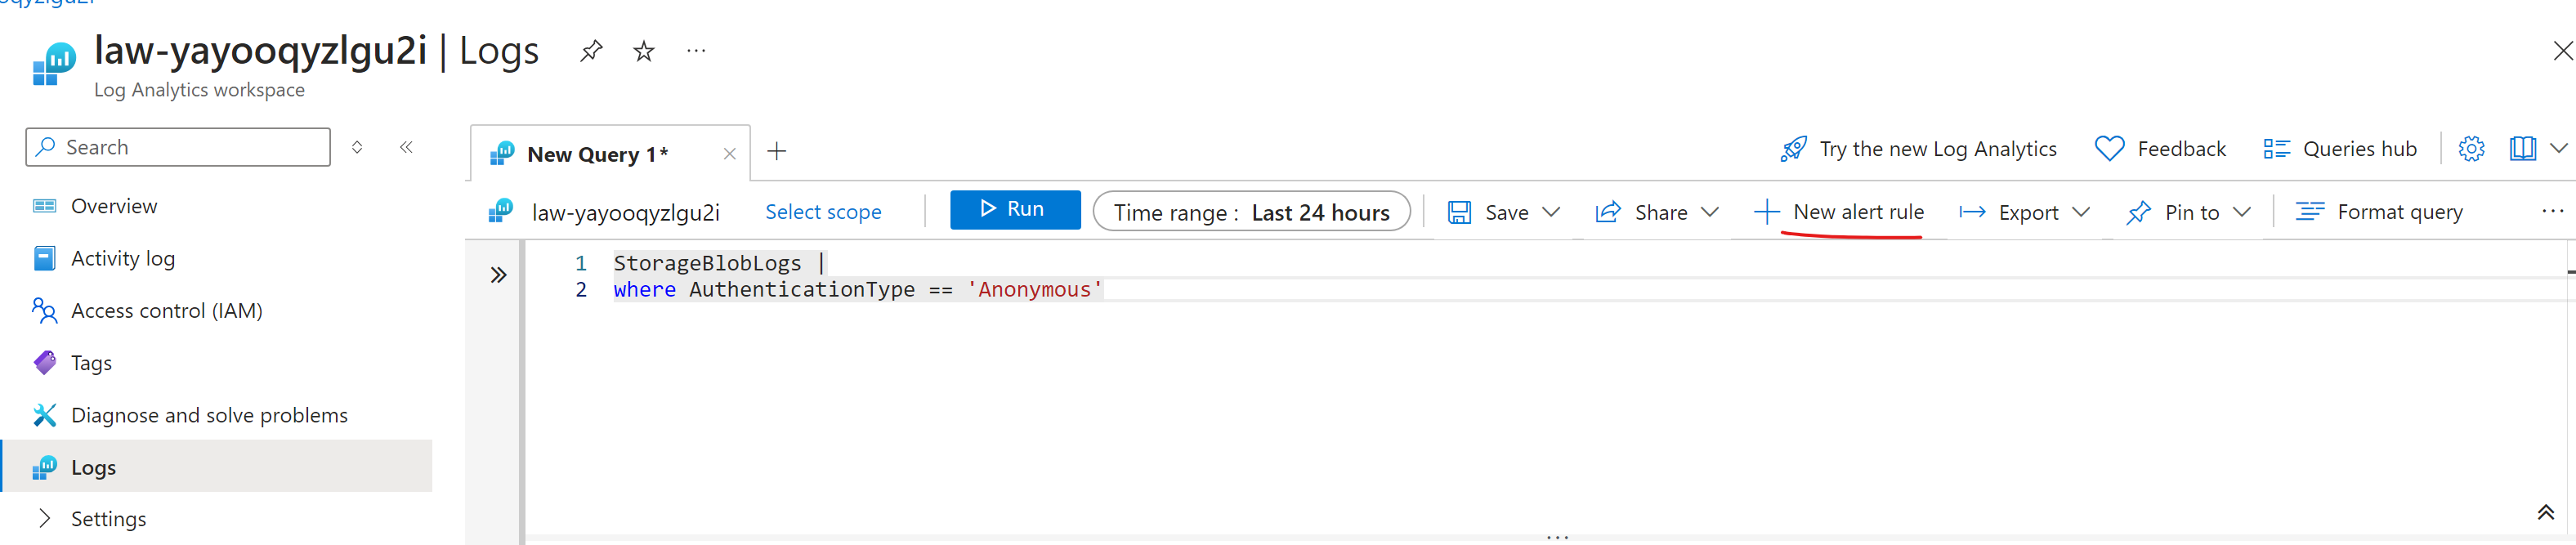 law-yayooqyzlgu2i | Logs
Log Analytics workspace
Search
Overview
Activity log
Access control (IAM)
Tags
Diagnose and solve problems
Logs
Settings
New Query 1*
Try the new Log Analytics
Feedback
Queries hub
law-yayooqyzlgu2i
Select scope
Run
Time range : Last 24 hours
Save
Share
New alert rule
Export
Pin to
Format query
1 StorageBlobLogs |
2 where AuthenticationType == 'Anonymous'